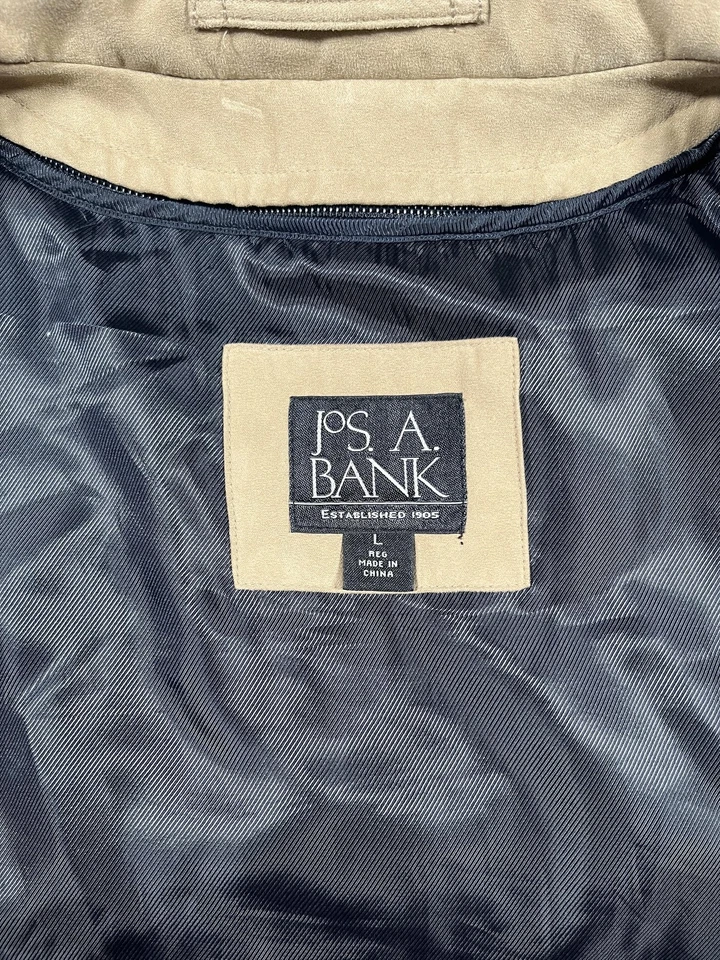 JOS. A.
BANK
ESTABLISHED 1905
L
REG
MADE IN
CHINA